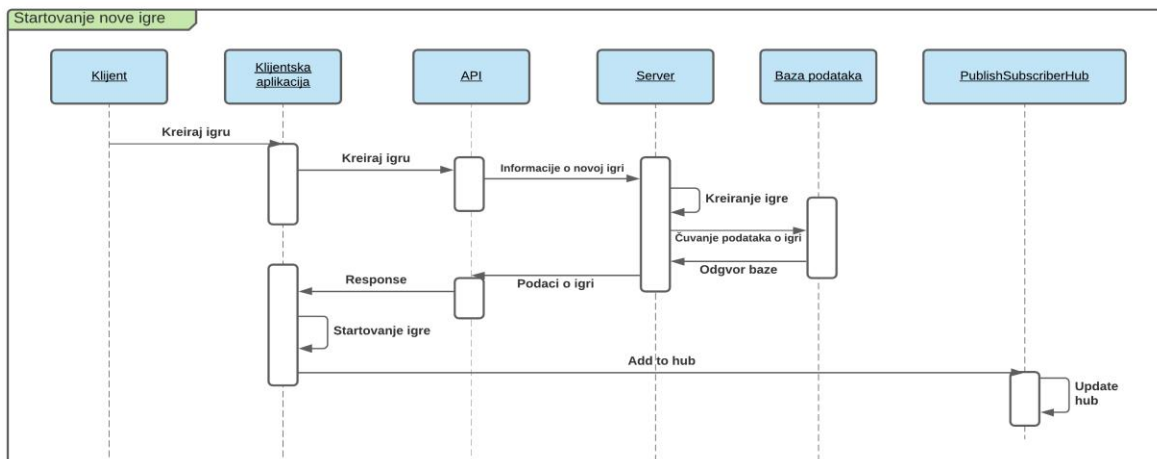 Startovanje nove igre
Klijent
Klijentska
aplikacija
API
Server
Baza podataka
PublishSubscriberHub
Kreiraj igru
Kreiraj igru
Informacije o novoj igri
Kreiranje igre
Čuvanje podataka o igri
Odgvor baze
Podaci o igri
Response
Startovanje igre
Add to hub
Update
hub